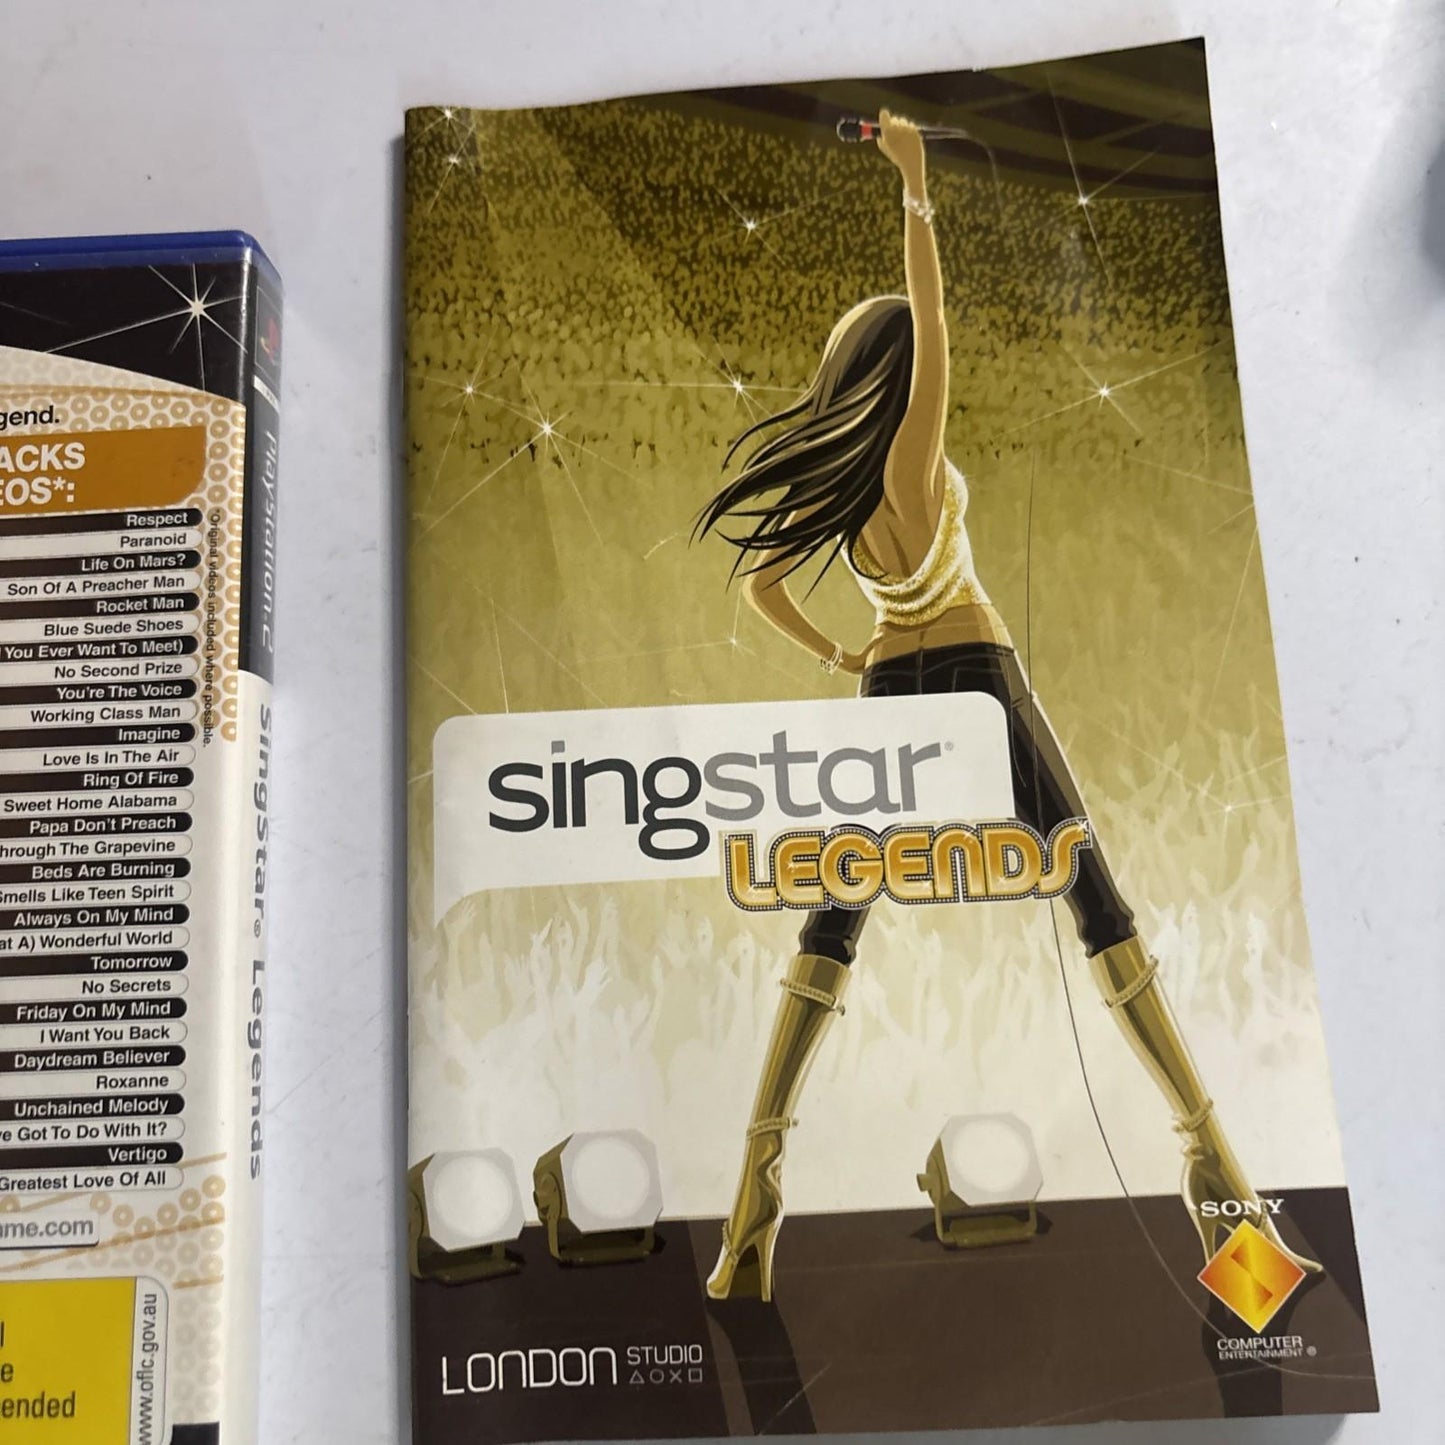 gend.
ACKS
EOS*:
Respect
Paranoid
Life On Mars?
Son Of A Preacher Man
Rocket Man
Blue Suede Shoes
You Ever Want To Meet)
No Second Prize
You're The Voice
Working Class Man
Imagine
Love Is In The Air
Ring Of Fire
Sweet Home Alabama
Papa Don't Preach
hrough The Grapevine
Beds Are Burning
Smells Like Teen Spirit
Always On My Mind
at A) Wonderful World
Tomorrow
No Secrets
Friday On My Mind
I Want You Back
Daydream Believer
Roxanne
Unchained Melody
e Got To Do With It?
Vertigo
Greatest Love Of All
*Original videos included where possible.
me.com
ended
www.oflc.gov.au
PlayStation.2
SingStar® Legends
singstar®
LEGENDS
LONDON STUDIO
SONY
COMPUTER
ENTERTAINMENT ®